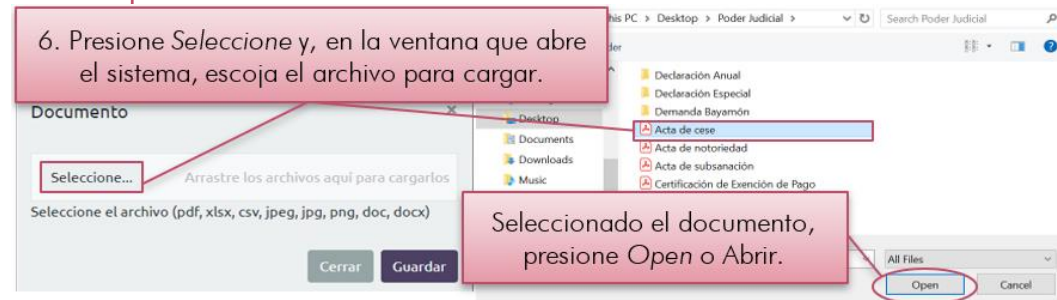 his PC > Desktop > Poder Judicial >
Search Poder Judicial
6. Presione Seleccione y, en la ventana que abre
el sistema, escoja el archivo para cargar.
der
Declaración Anual
Declaración Especial
Demanda Bayamón
Documento
×
Desktop
Acta de cese
Documents
Acta de notoriedad
Downloads
Acta de subsanación
Music
Certificación de Exención de Pago
Seleccione...
Arrastre los archivos aquí para cargarlos
Seleccione el archivo (pdf, xlsx, csv, jpeg, jpg, png, doc, docx)
Cerrar
Guardar
Seleccionado el documento,
presione Open o Abrir.
All Files
Open
Cancel